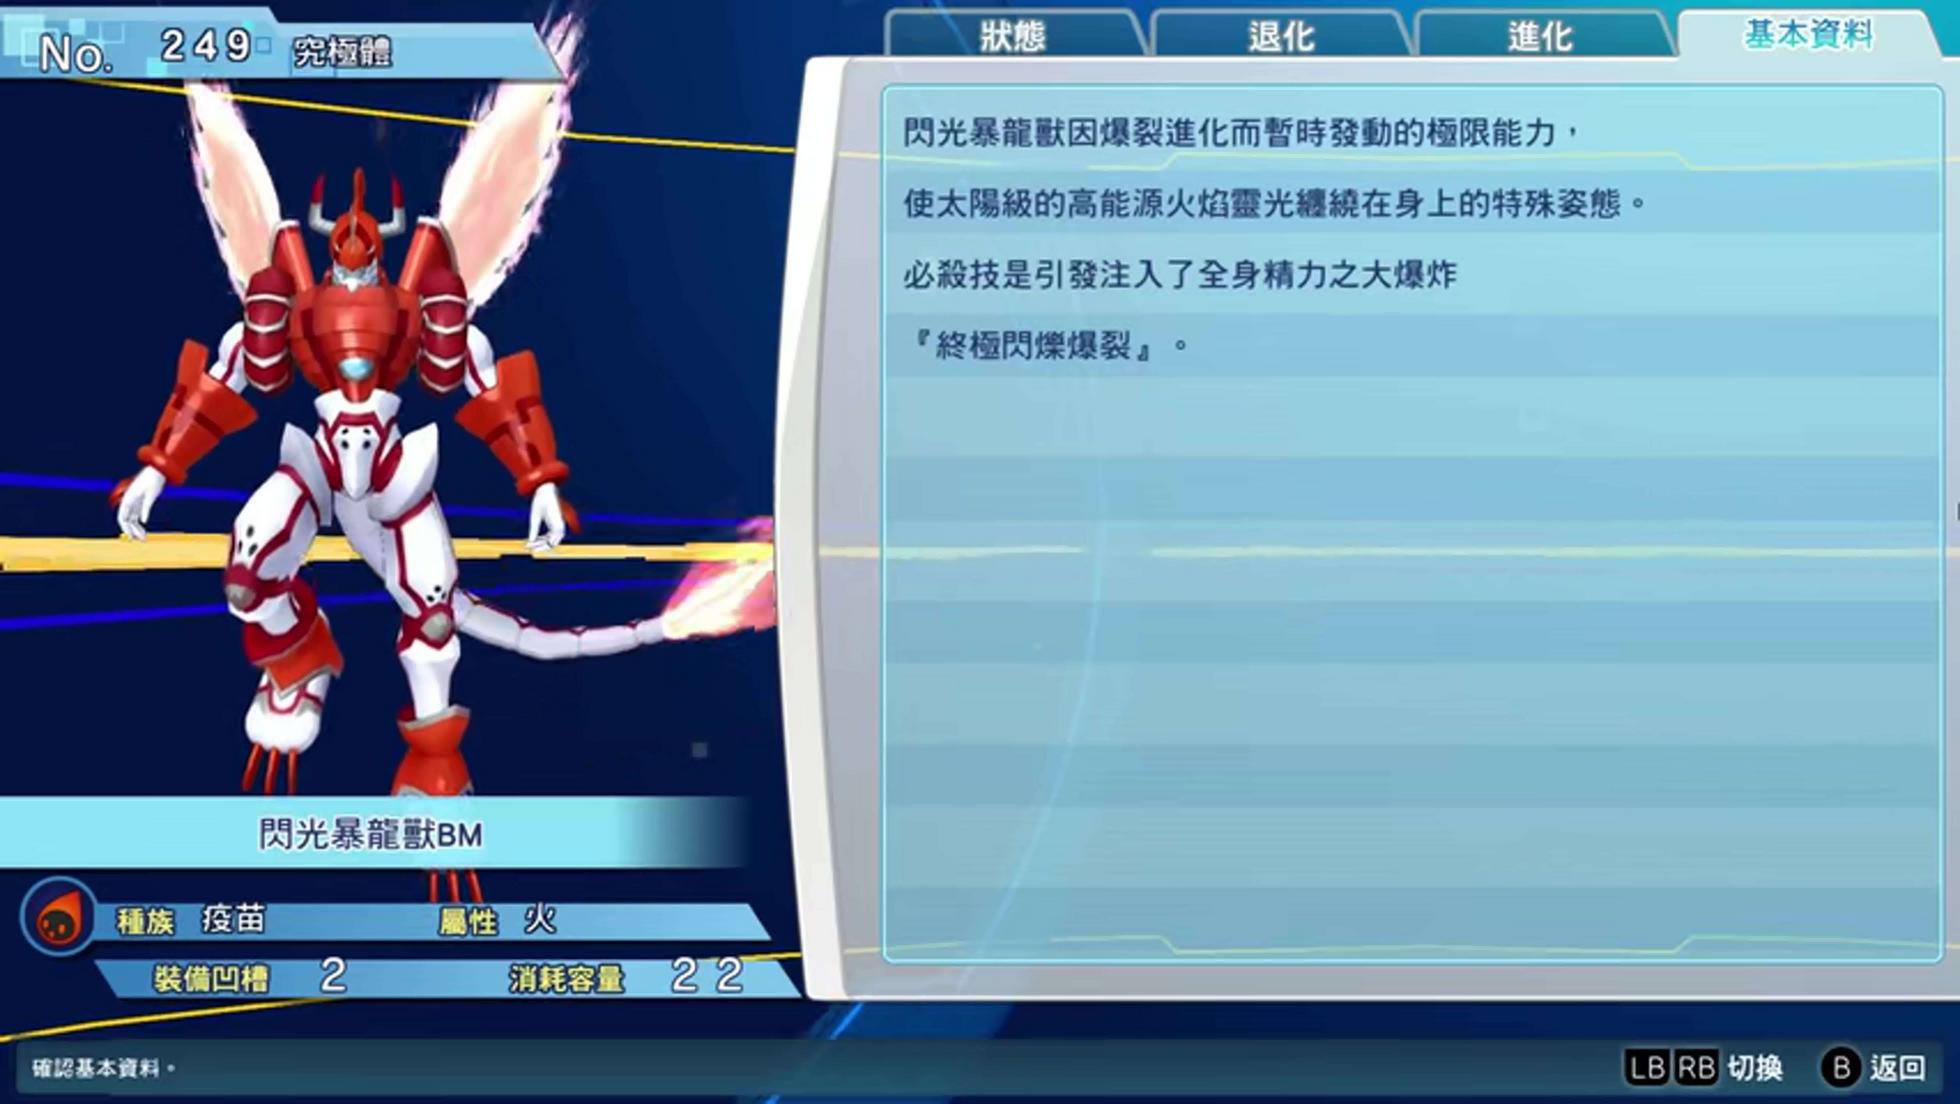 No. 249 究極體
狀態 退化 進化 基本資料
閃光暴龍獸因爆裂進化而暫時發動的極限能力，
使太陽級的高能源火焰靈光纏繞在身上的特殊姿態。
必殺技是引發注入了全身精力之大爆炸
『終極閃爍爆裂』。
閃光暴龍獸BM
種族 疫苗 屬性 火
裝備凹槽 2 消耗容量 22
確認基本資料。
LB RB 切換 B 返回